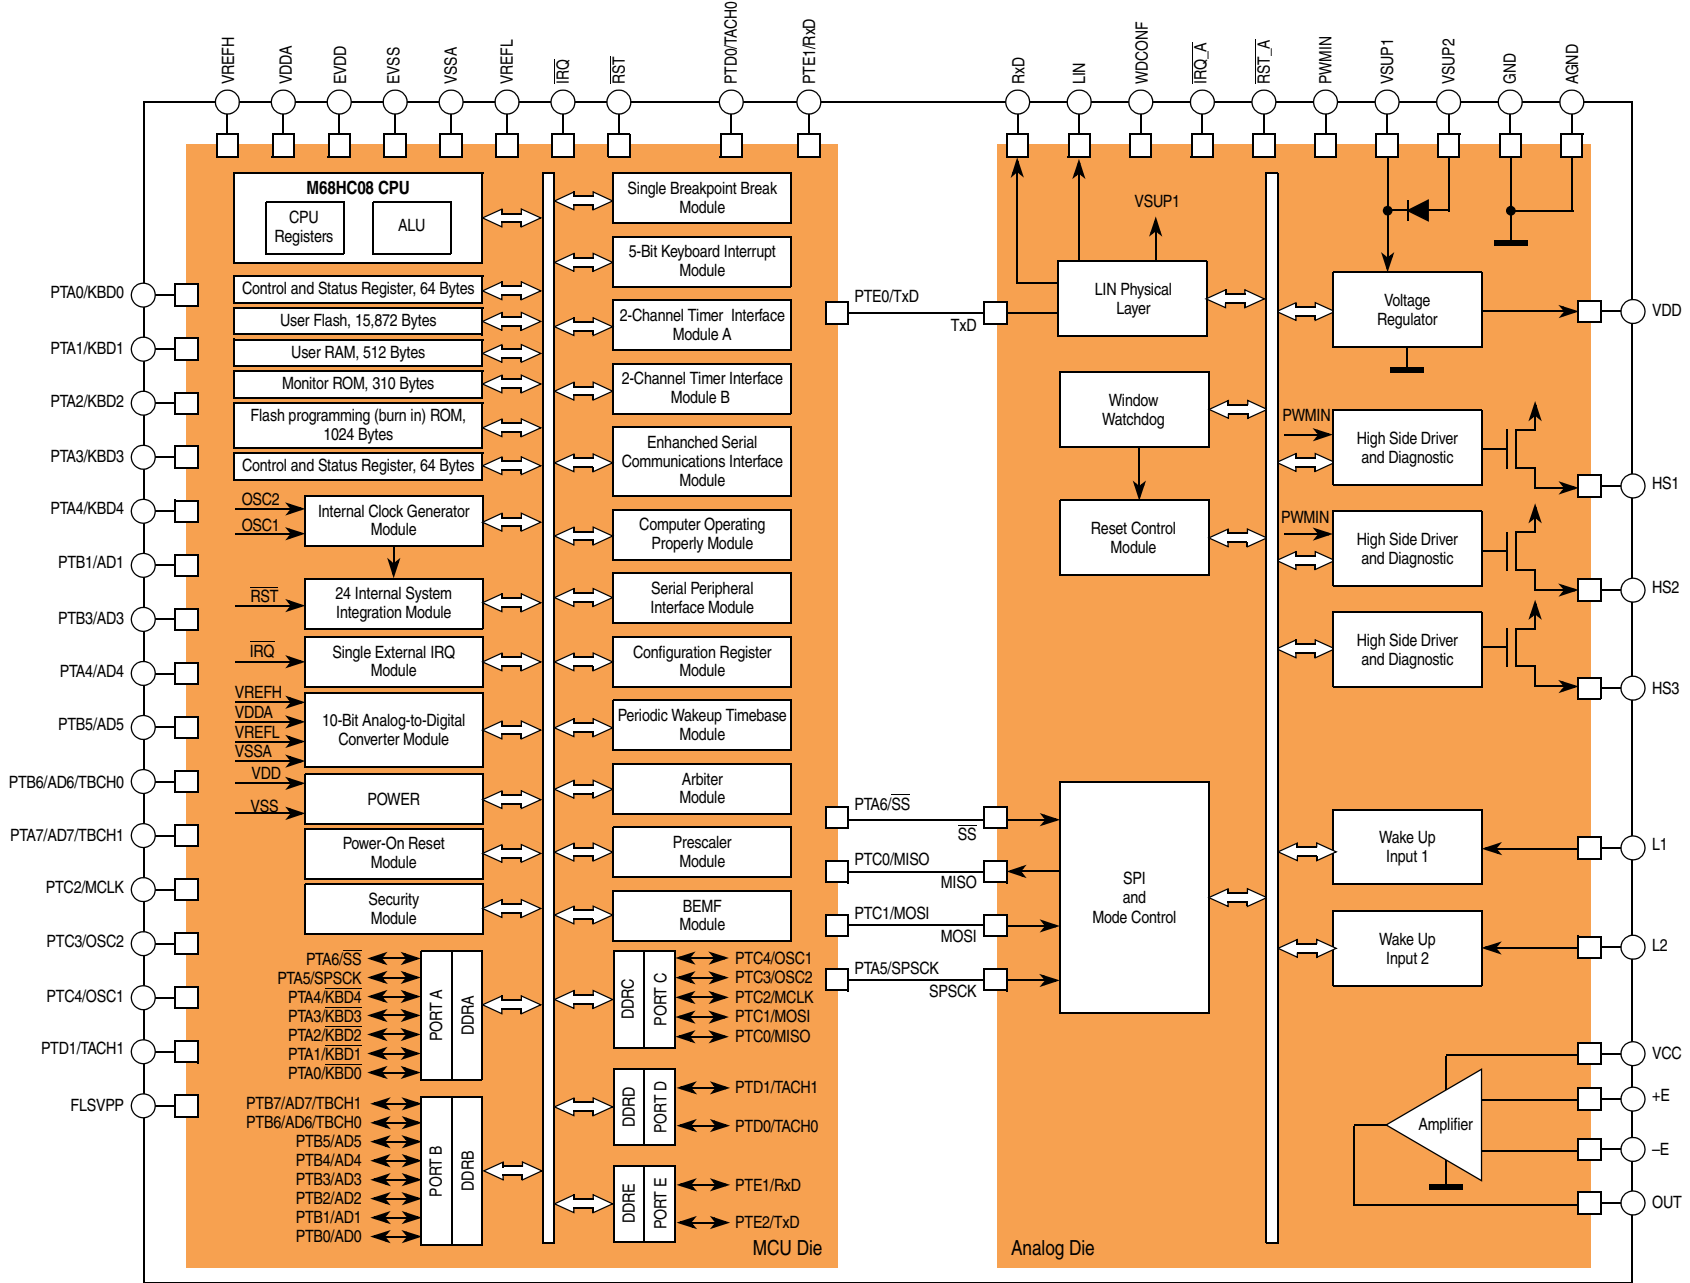 VREFH
VDDA
EVDD
EVSS
VSSA
VREFL
IRQ
RST
PTD0/TACH0
PTE1/RxD
RxD
LIN
WDCONF
IRQ_A
RST_A
PWMIN
VSUP1
VSUP2
GND
AGND
PTA0/KBD0
PTA1/KBD1
PTA2/KBD2
PTA3/KBD3
PTA4/KBD4
PTB1/AD1
PTB3/AD3
PTA4/AD4
PTB5/AD5
PTB6/AD6/TBCH0
PTA7/AD7/TBCH1
PTC2/MCLK
PTC3/OSC2
PTC4/OSC1
PTD1/TACH1
FLSVPP
M68HC08 CPU
CPU
Registers
ALU
Control and Status Register, 64 Bytes
User Flash, 15,872 Bytes
User RAM, 512 Bytes
Monitor ROM, 310 Bytes
Flash programming (burn in) ROM,
1024 Bytes
Control and Status Register, 64 Bytes
OSC2
OSC1
Internal Clock Generator
Module
RST
24 Internal System
Integration Module
IRQ
Single External IRQ
Module
VREFH
VDDA
VREFL
VSSA
10-Bit Analog-to-Digital
Converter Module
VDD
VSS
POWER
Power-On Reset
Module
Security
Module
PTA6/SS
PTA5/SPSCK
PTA4/KBD4
PTA3/KBD3
PTA2/KBD2
PTA1/KBD1
PTA0/KBD0
PORT A
DDRA
PTB7/AD7/TBCH1
PTB6/AD6/TBCH0
PTB5/AD5
PTB4/AD4
PTB3/AD3
PTB2/AD2
PTB1/AD1
PTB0/AD0
PORT B
DDRB
Single Breakpoint Break
Module
5-Bit Keyboard Interrupt
Module
2-Channel Timer Interface
Module A
2-Channel Timer Interface
Module B
Enhanched Serial
Communications Interface
Module
Computer Operating
Properly Module
Serial Peripheral
Interface Module
Configuration Register
Module
Periodic Wakeup Timebase
Module
Arbiter
Module
Prescaler
Module
BEMF
Module
DDRC
PORT C
PTC4/OSC1
PTC3/OSC2
PTC2/MCLK
PTC1/MOSI
PTC0/MISO
DDRD
PORT D
PTD1/TACH1
PTD0/TACH0
DDRE
PORT E
PTE1/RxD
PTE2/TxD
MCU Die
PTE0/TxD
TxD
PTA6/SS
SS
PTC0/MISO
MISO
PTC1/MOSI
MOSI
PTA5/SPSCK
SPSCK
VSUP1
LIN Physical
Layer
Window
Watchdog
Reset Control
Module
SPI
and
Mode Control
Voltage
Regulator
PWMIN
High Side Driver
and Diagnostic
PWMIN
High Side Driver
and Diagnostic
High Side Driver
and Diagnostic
Wake Up
Input 1
Wake Up
Input 2
Amplifier
Analog Die
VDD
HS1
HS2
HS3
L1
L2
VCC
+E
–E
OUT